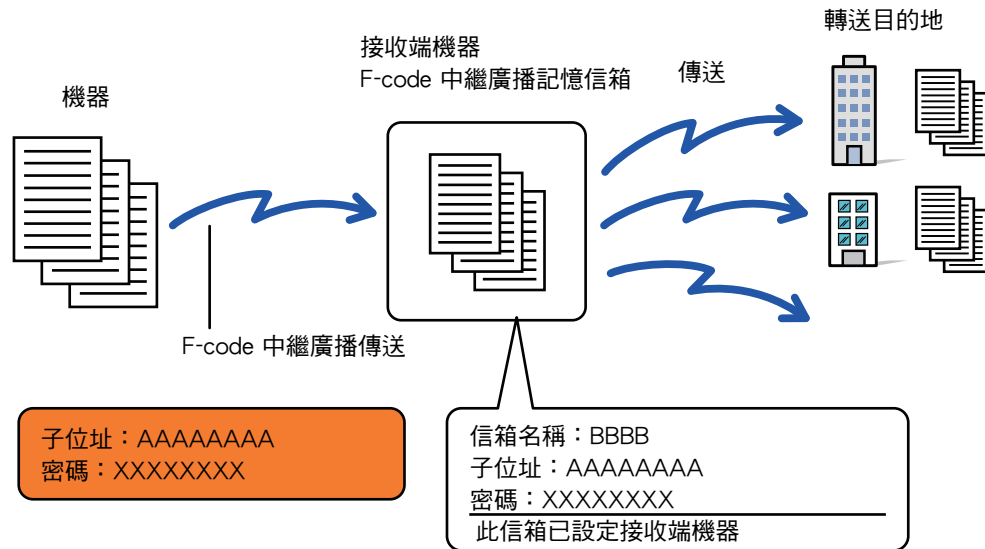 轉送目的地
接收端機器
F-code 中繼廣播記憶信箱
傳送
機器
F-code 中繼廣播傳送
子位址：AAAAAAAA
密碼：XXXXXXXX
信箱名稱：BBBB
子位址：AAAAAAAA
密碼：XXXXXXXX
此信箱已設定接收端機器